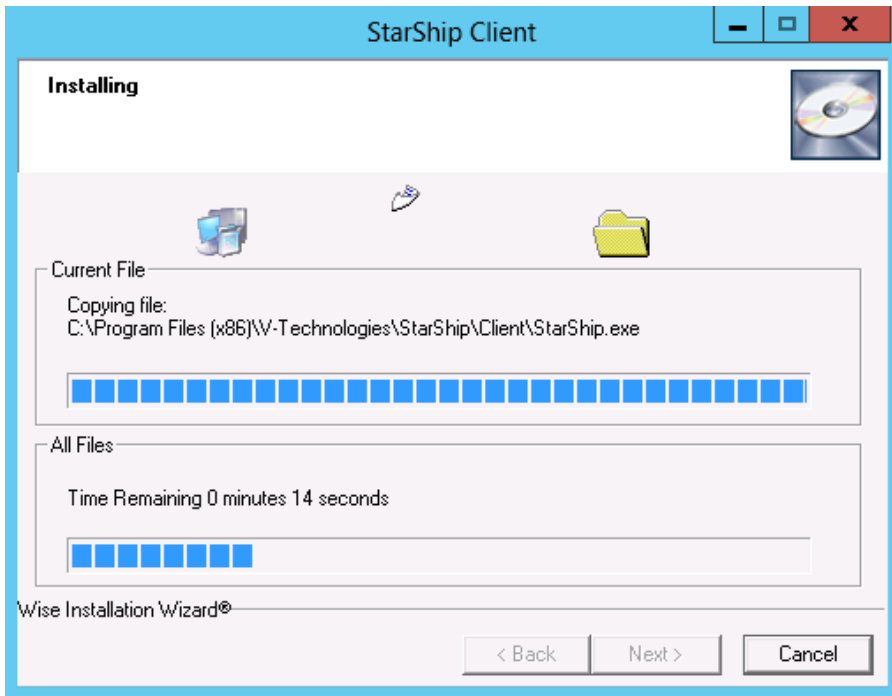 StarShip Client
Installing
Current File
Copying file:
C:\Program Files (x86)\V-Technologies\StarShip\Client\StarShip.exe
All Files
Time Remaining 0 minutes 14 seconds
Wise Installation Wizard®
< Back
Next >
Cancel